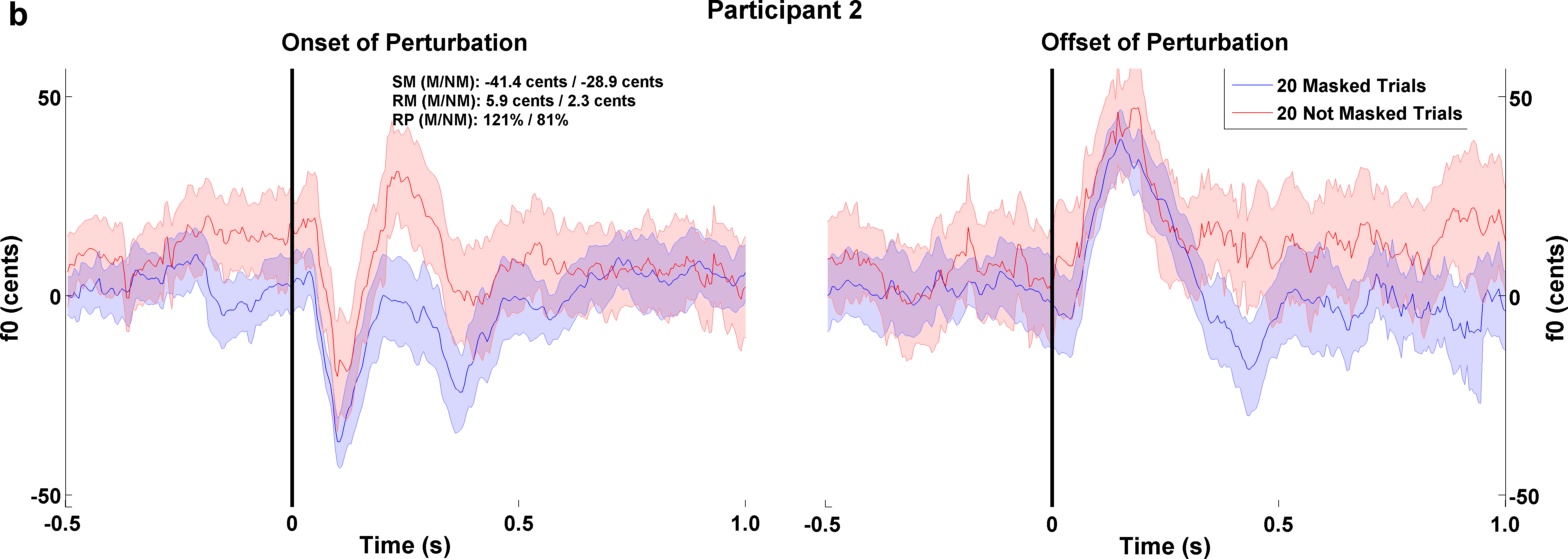 b
Participant 2
Onset of Perturbation
Offset of Perturbation
SM (M/NM): -41.4 cents / -28.9 cents
RM (M/NM): 5.9 cents / 2.3 cents
RP (M/NM): 121% / 81%
20 Masked Trials
20 Not Masked Trials
50
0
-50
f0 (cents)
50
0
-50
f0 (cents)
-0.5 0 0.5 1.0
Time (s)
-0.5 0 0.5 1.0
Time (s)